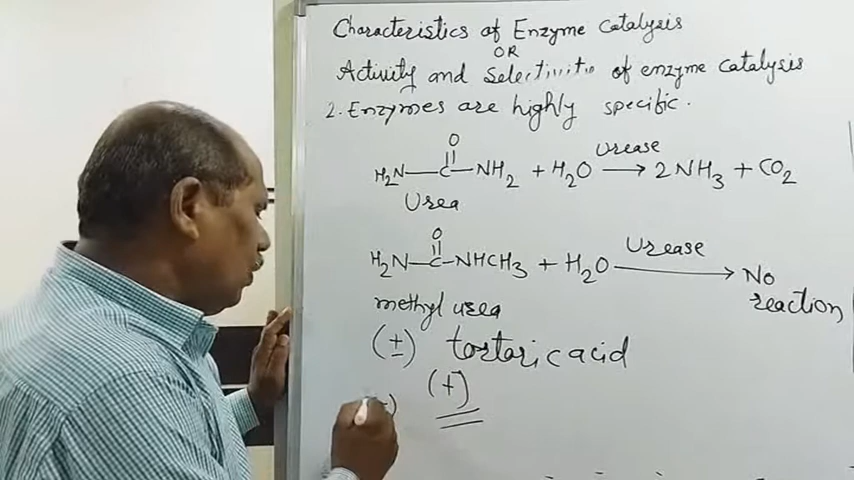 Characteristics of Enzyme catalysis
OR
Activity and of enzyme catalysis
2. Enzymes are highly specific.
O
||
H₂N—C—NH₂ + H₂O —Urease→ 2NH₃ + CO₂
Urea
O
||
H₂N—C—NHCH₃ + H₂O —Urease→ No reaction
methyl urea
(±) tartaric acid
(+)